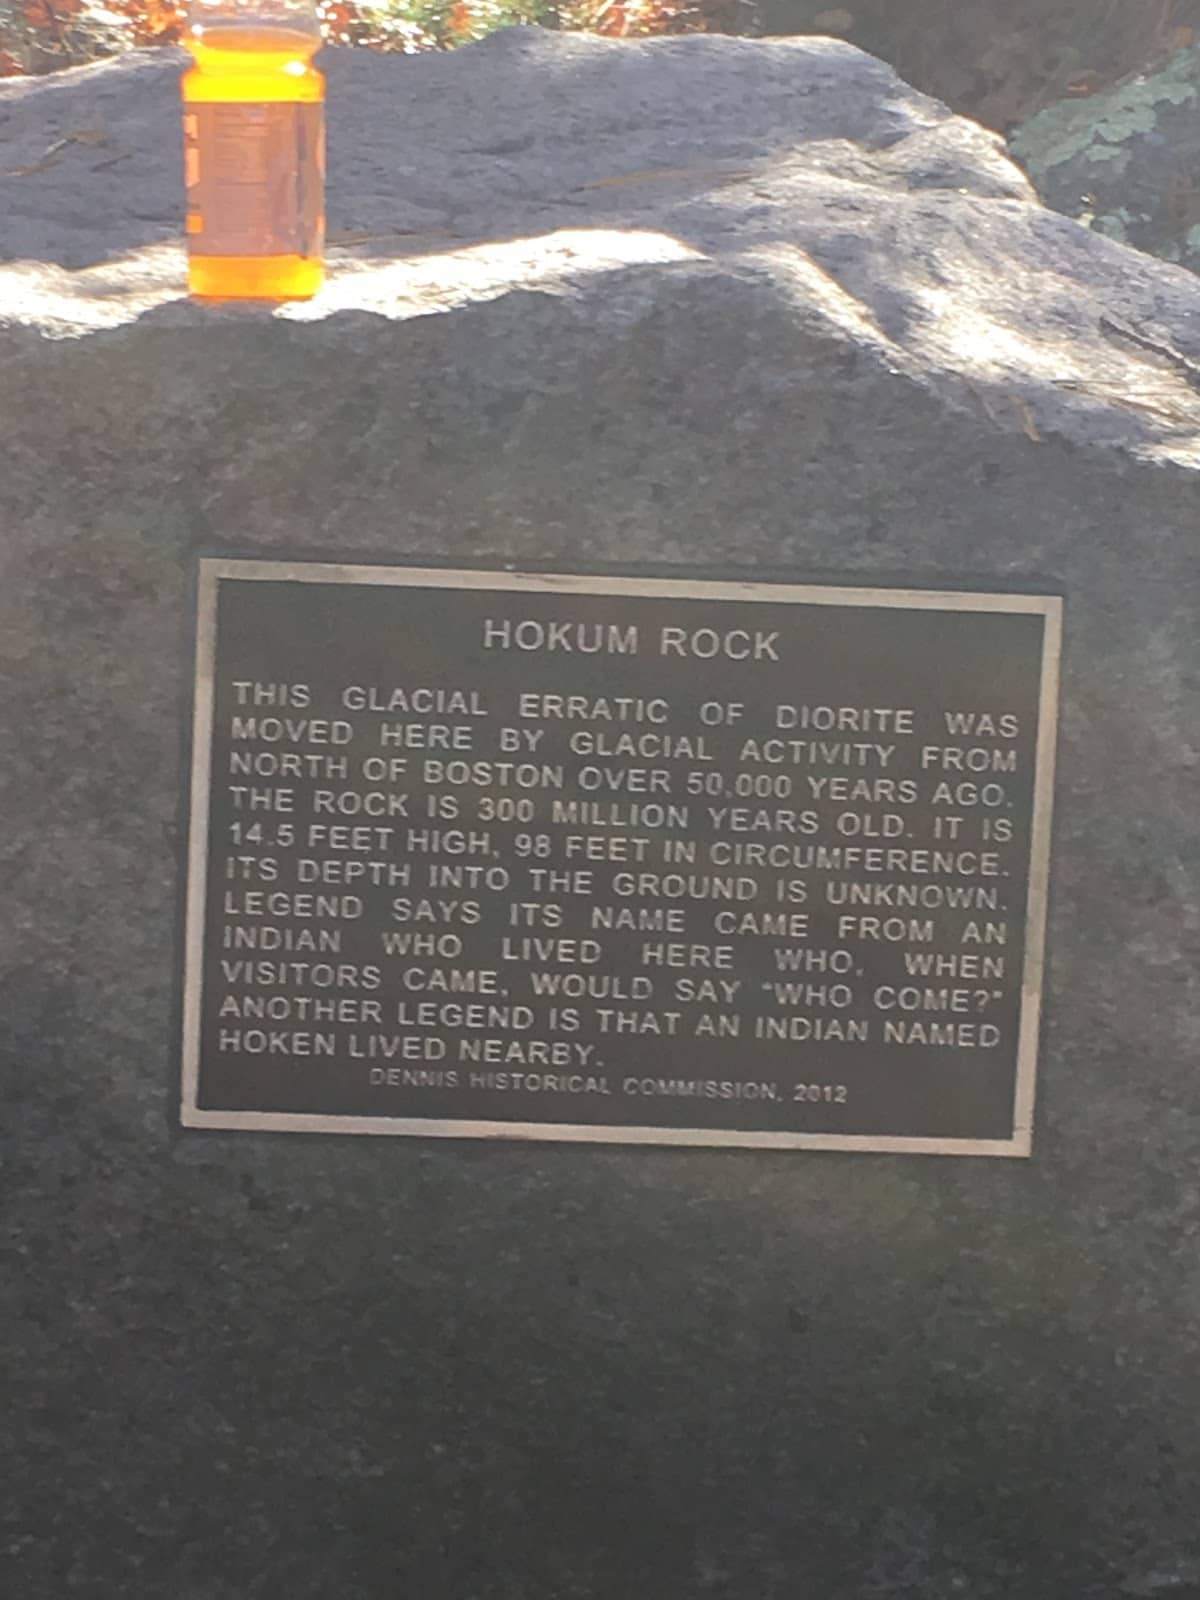 HOKUM ROCK
THIS GLACIAL ERRATIC OF DIORITE WAS
MOVED HERE BY GLACIAL ACTIVITY FROM
NORTH OF BOSTON OVER 50,000 YEARS AGO.
THE ROCK IS 300 MILLION YEARS OLD. IT IS
14.5 FEET HIGH, 98 FEET IN CIRCUMFERENCE.
ITS DEPTH INTO THE GROUND IS UNKNOWN.
LEGEND SAYS ITS NAME CAME FROM AN
INDIAN WHO LIVED HERE WHO, WHEN
VISITORS CAME, WOULD SAY "WHO COME?"
ANOTHER LEGEND IS THAT AN INDIAN NAMED
HOKEN LIVED NEARBY.
DENNIS HISTORICAL COMMISSION, 2012